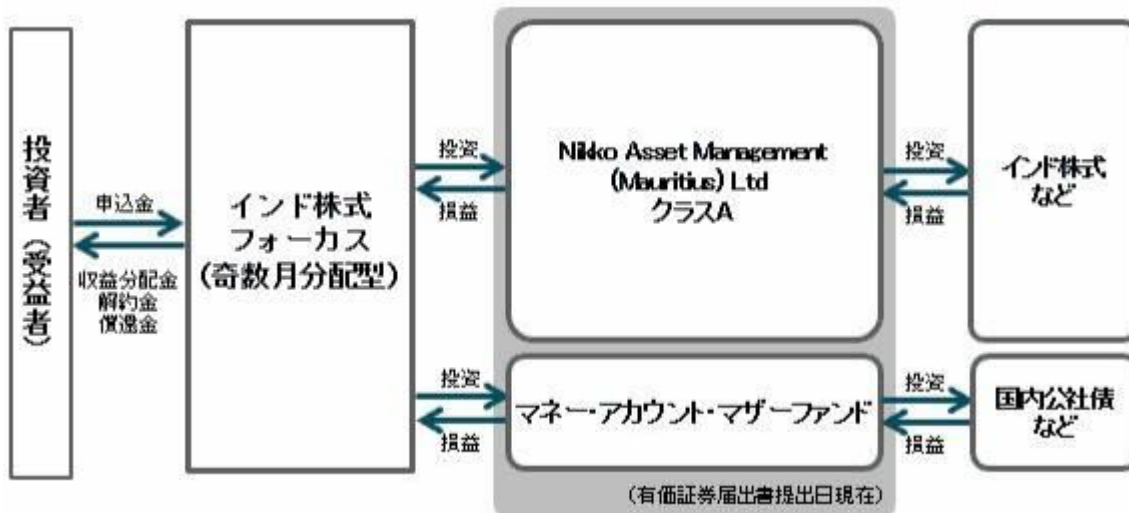 投資者（受益者）
申込金
収益分配金
解約金
償還金
インド株式
フォーカス
（奇数月分配型）
投資
損益
Nikko Asset Management
(Mauritius) Ltd
クラスA
投資
損益
インド株式
など
投資
損益
マネー・アカウント・マザーファンド
投資
損益
国内公社債
など
（有価証券届出書提出日現在）